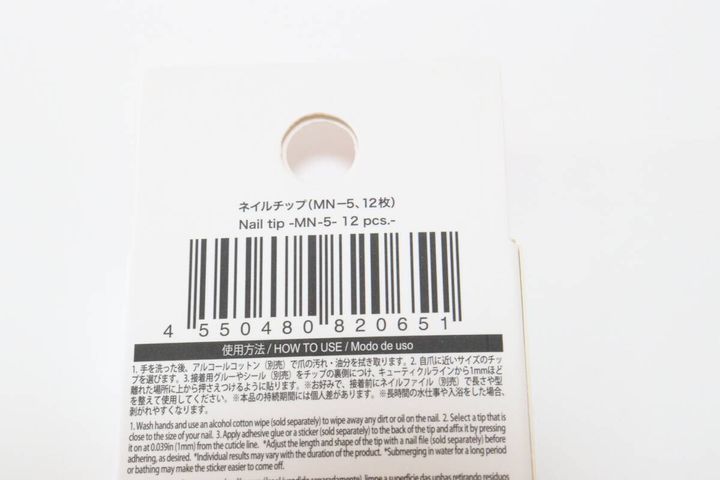 ネイルチップ(MN-5、12枚)
Nail tip -MN-5- 12 pcs.-
4 550480 820651
使用方法 / HOW TO USE / Modo de uso
1. 手を洗った後、アルコールコットン（別売）で爪の汚れ・油分を拭き取ります。2. 自爪に近いサイズのチッ
プを選びます。3. 接着用グルーやシール（別売）をチップの裏側につけ、キューティクルラインから1mmほど
離れた場所に上から押さえつけるように貼ります。※お好みで、接着前にネイルファイル（別売）で長さや型
を整えて使用してください。※本品の持続期間には個人差があります。※長時間の水仕事や入浴をした場合、
剥がれやすくなります。
1. Wash hands and use an alcohol cotton wipe (sold separately) to wipe away any dirt or oil on the nail. 2. Select a tip that is
close to the size of your nail. 3. Apply adhesive glue or a sticker (sold separately) to the back of the tip and affix it by pressing
it on at 0.039in (1mm) from the cuticle line. *Adjust the length and shape of the tip with a nail file (sold separately) before
adhering, as desired. *Individual results may vary with the duration of the product. *Submerging in water for a long period
or bathing may make the sticker easier to come off.
limpe a superfície das unhas retirando resíduos